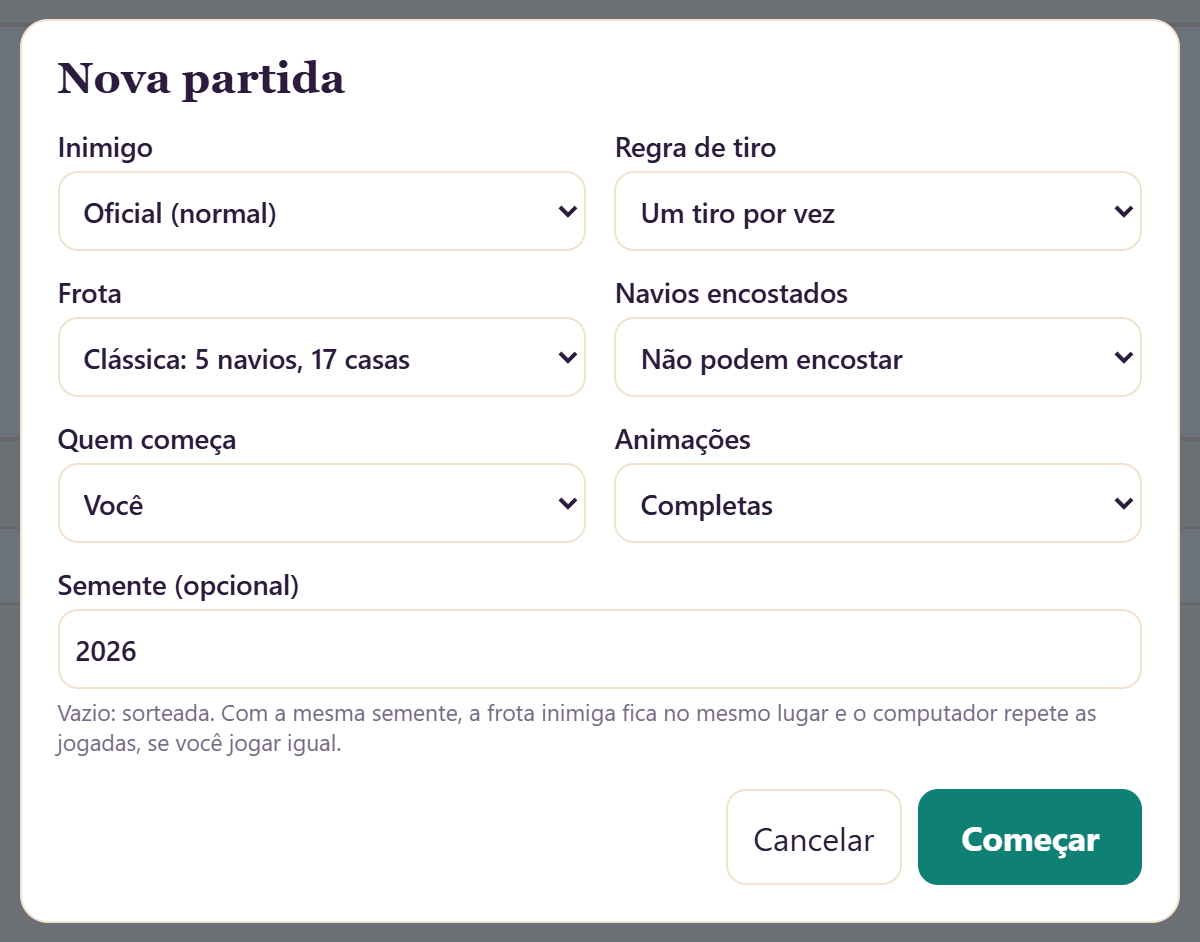 Nova partida
Inimigo
Oficial (normal)
Regra de tiro
Um tiro por vez
Frota
Clássica: 5 navios, 17 casas
Navios encostados
Não podem encostar
Quem começa
Você
Animações
Completas
Semente (opcional)
2026
Vazio: sorteada. Com a mesma semente, a frota inimiga fica no mesmo lugar e o computador repete as
jogadas, se você jogar igual.
Cancelar
Começar